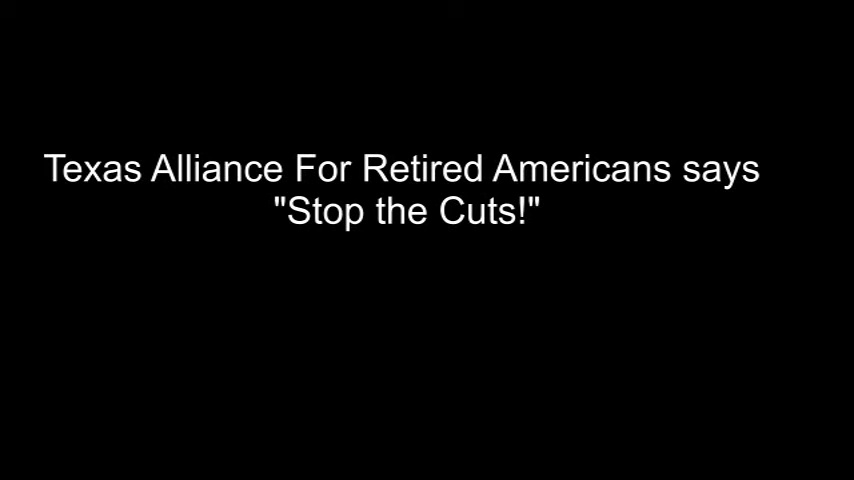 Texas Alliance For Retired Americans says
"Stop the Cuts!"